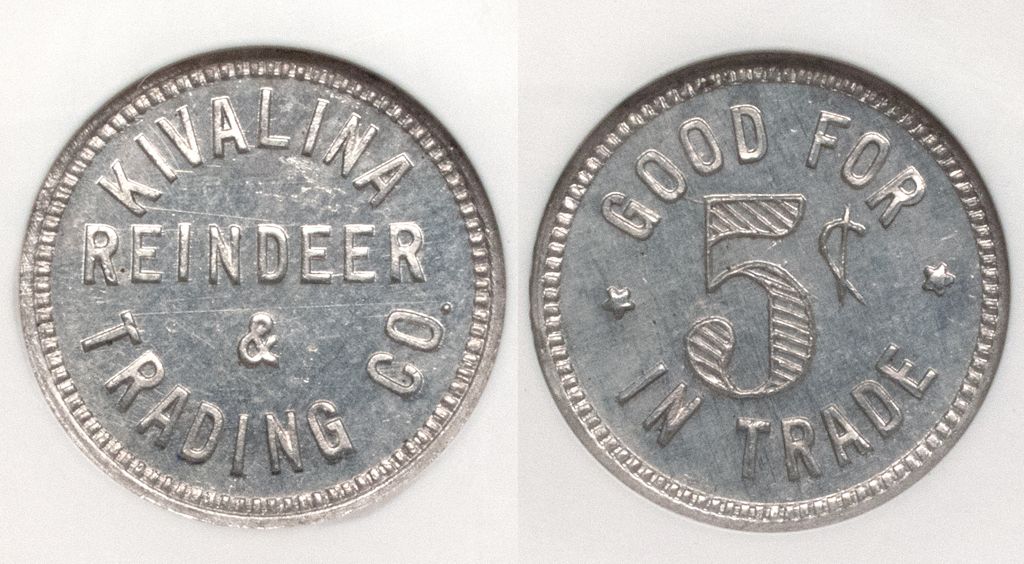 KIVALINA
REINDEER
&
TRADING CO.
GOOD FOR
5¢
IN TRADE